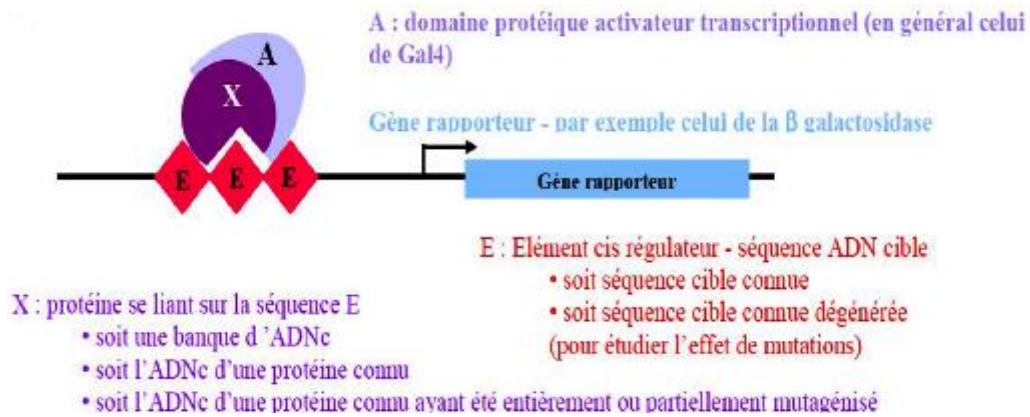 A : domaine protéique activateur transcriptionnel (en général celui
de Gal4)
A
X
Gène rapporteur - par exemple celui de la β galactosidase
E E E
Gène rapporteur
E : Elément cis régulateur - séquence ADN cible
• soit séquence cible connue
• soit séquence cible connue dégénérée
(pour étudier l'effet de mutations)
X : protéine se liant sur la séquence E
• soit une banque d 'ADNc
• soit l'ADNc d'une protéine connu
• soit l'ADNc d'une protéine connu ayant été entièrement ou partiellement mutagénisé